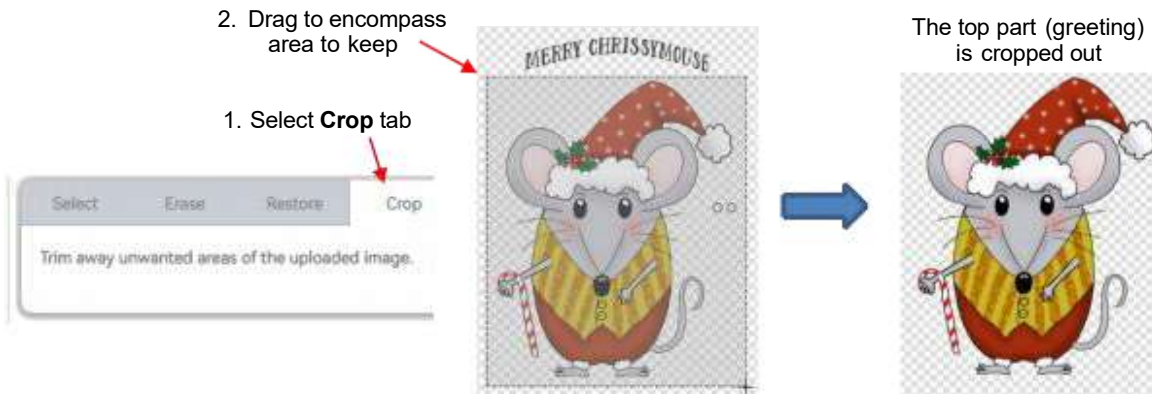 2. Drag to encompass
area to keep
MERRY CHRISSYMOUSE
The top part (greeting)
is cropped out
1. Select Crop tab
Select Erase Restore Crop
Trim away unwanted areas of the uploaded image.